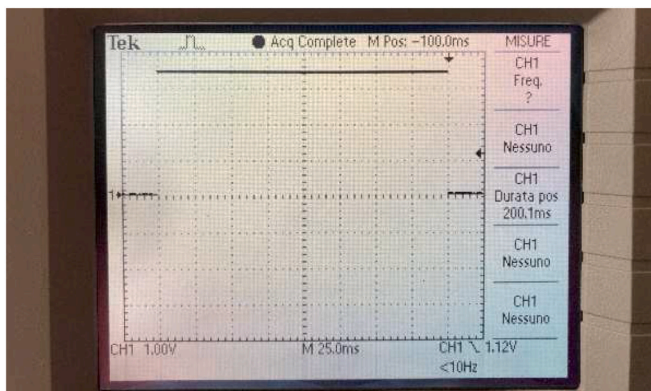 Tek Acq Complete M Pos: -100.0ms MISURE
CH1
Freq.
?
CH1
Nessuno
1
CH1
Durata pos
200.1ms
CH1
Nessuno
CH1
Nessuno
CH1 1.00V M 25.0ms CH1 1.12V
<10Hz